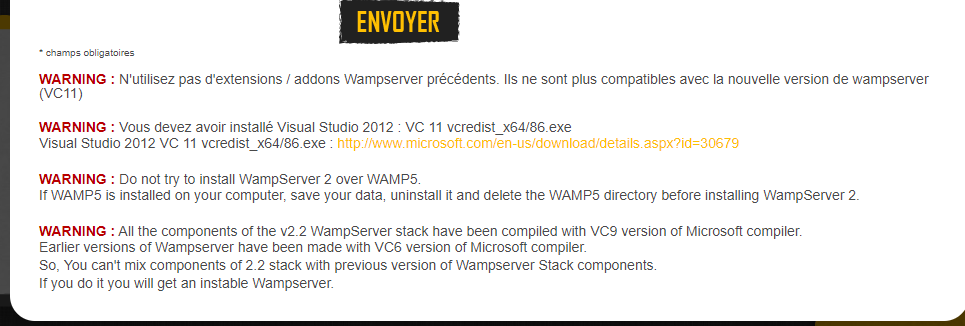 ENVOYER
* champs obligatoires
WARNING : N'utilisez pas d'extensions / addons Wampserver précédents. Ils ne sont plus compatibles avec la nouvelle version de wampserver
(VC11)
WARNING : Vous devez avoir installé Visual Studio 2012 : VC 11 vcredist_x64/86.exe
Visual Studio 2012 VC 11 vcredist_x64/86.exe : http://www.microsoft.com/en-us/download/details.aspx?id=30679
WARNING : Do not try to install WampServer 2 over WAMP5.
If WAMP5 is installed on your computer, save your data, uninstall it and delete the WAMP5 directory before installing WampServer 2.
WARNING : All the components of the v2.2 WampServer stack have been compiled with VC9 version of Microsoft compiler.
Earlier versions of Wampserver have been made with VC6 version of Microsoft compiler.
So, You can't mix components of 2.2 stack with previous version of Wampserver Stack components.
If you do it you will get an instable Wampserver.